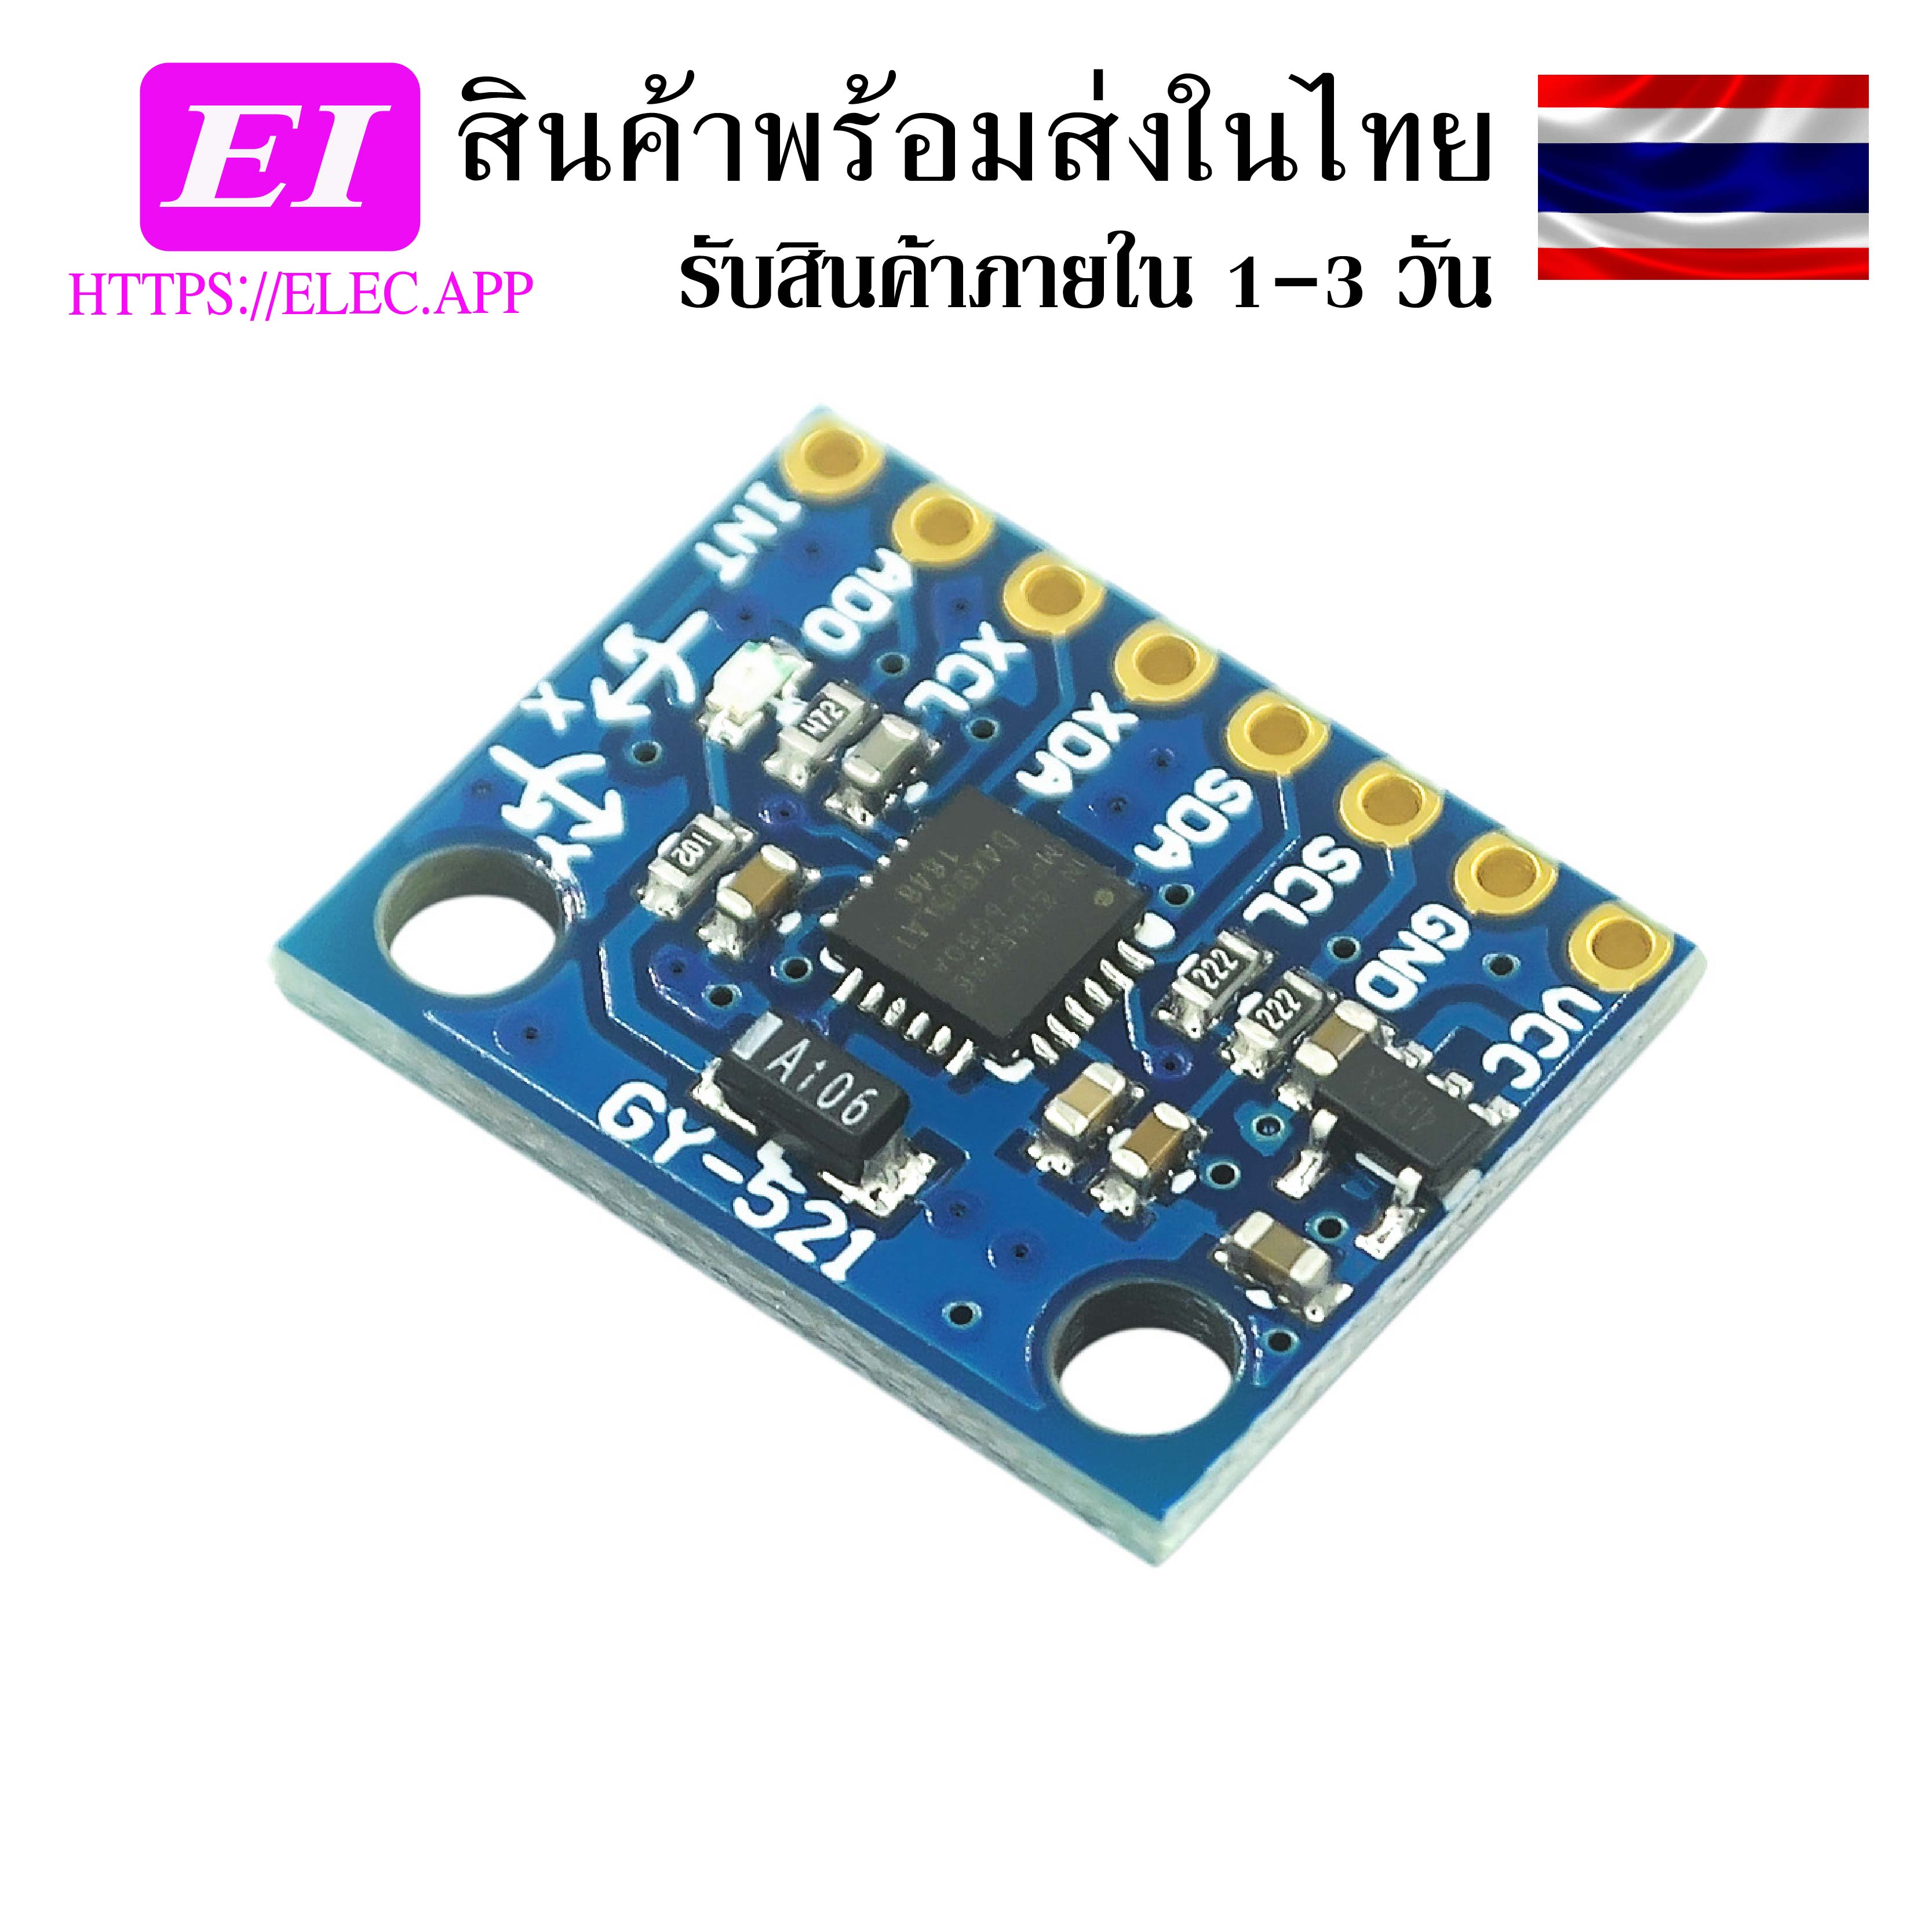 EI
สินค้าพร้อมส่งในไทย
HTTPS://ELEC.APP
รับสินค้าภายใน 1-3 วัน
INT
AD0
XCL
XDA
SDA
SCL
GND
VCC
X
Y
472
201
222
222
Ai06
GY-521